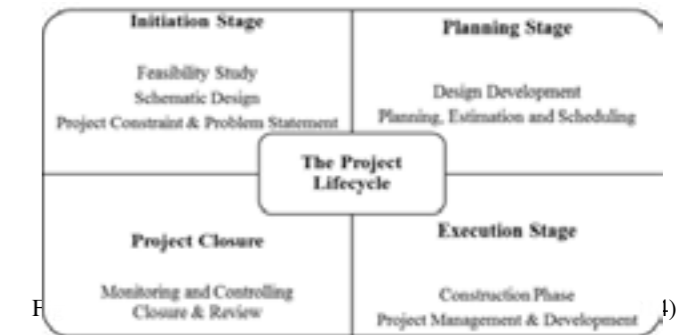 Initiation Stage
Feasibility Study
Schematic Design
Project Constraint & Problem Statement
Planning Stage
Design Development
Planning, Estimation and Scheduling
The Project
Lifecycle
Project Closure
Monitoring and Controlling
Closure & Review
Execution Stage
Construction Phase
Project Management & Development
F
4)